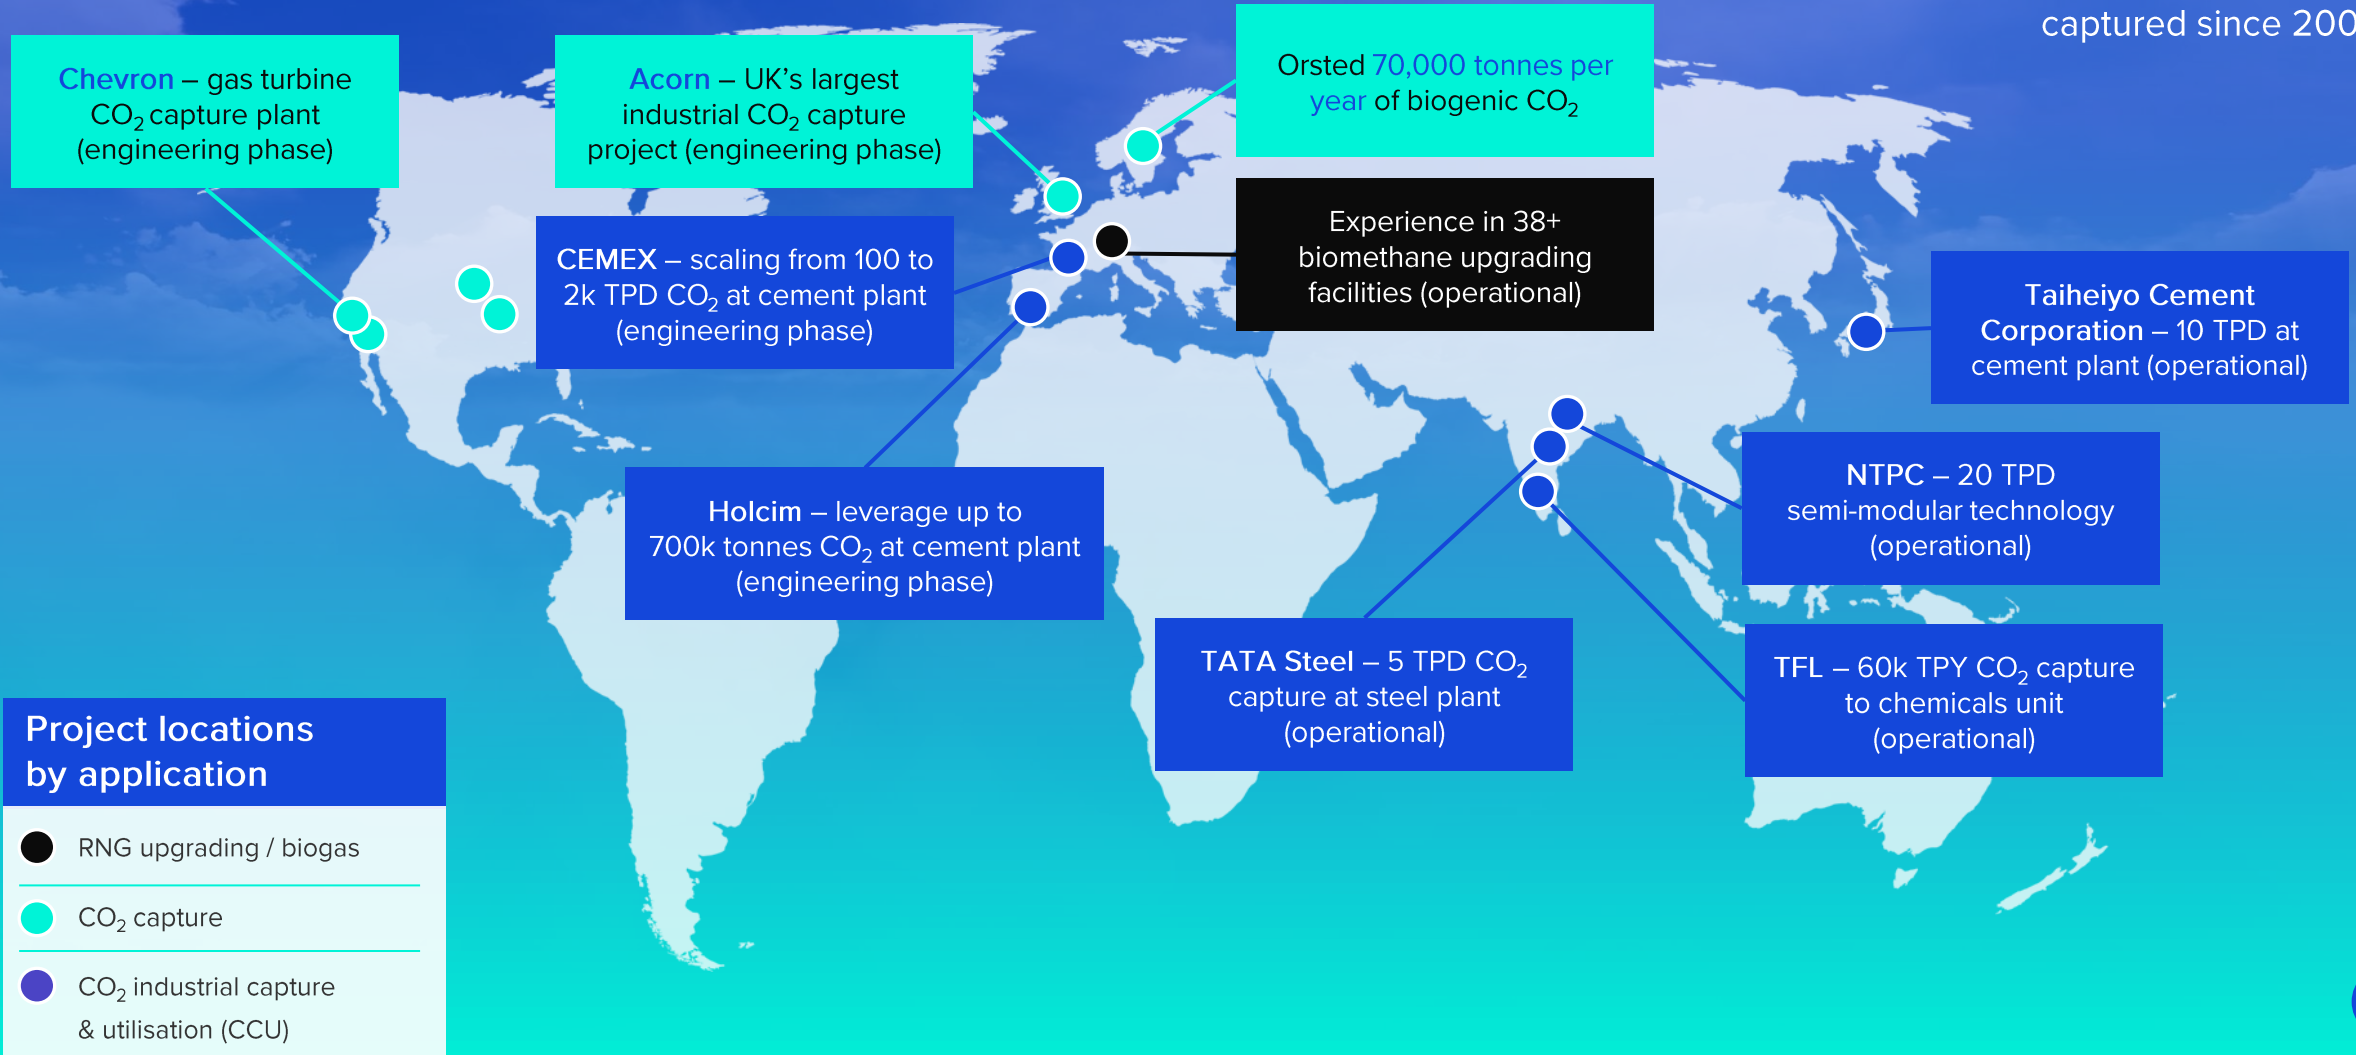 captured since 200
Chevron – gas turbine
CO₂ capture plant
(engineering phase)
Acorn – UK’s largest
industrial CO₂ capture
project (engineering phase)
Orsted 70,000 tonnes per
year of biogenic CO₂
CEMEX – scaling from 100 to
2k TPD CO₂ at cement plant
(engineering phase)
Experience in 38+
biomethane upgrading
facilities (operational)
Taiheiyo Cement
Corporation – 10 TPD at
cement plant (operational)
Holcim – leverage up to
700k tonnes CO₂ at cement plant
(engineering phase)
NTPC – 20 TPD
semi-modular technology
(operational)
TATA Steel – 5 TPD CO₂
capture at steel plant
(operational)
TFL – 60k TPY CO₂ capture
to chemicals unit
(operational)
Project locations
by application
RNG upgrading / biogas
CO₂ capture
CO₂ industrial capture
& utilisation (CCU)